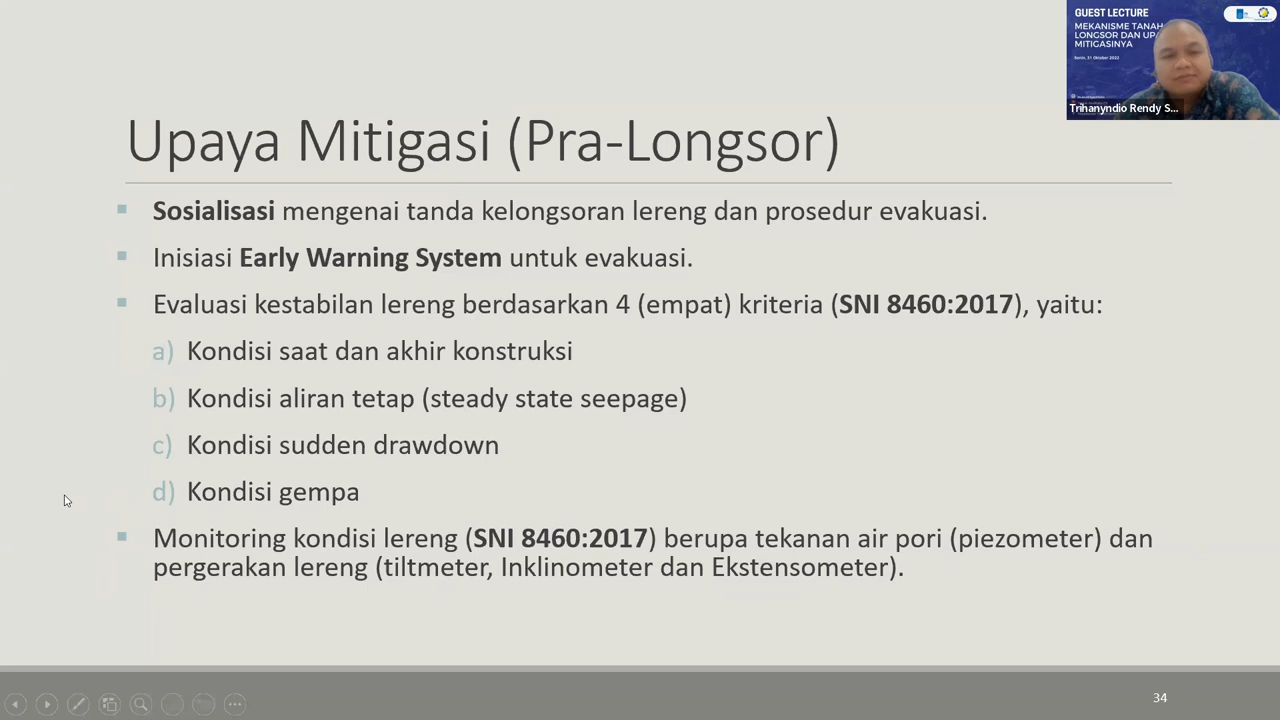 GUEST LECTURE
MEKANISME TANAH
LONGSOR DAN UP
MITIGASINYA
Senin, 31 Oktober 2022
Trihanyndio Rendy S...
Upaya Mitigasi (Pra-Longsor)
Sosialisasi mengenai tanda kelongsoran lereng dan prosedur evakuasi.
Inisiasi Early Warning System untuk evakuasi.
Evaluasi kestabilan lereng berdasarkan 4 (empat) kriteria (SNI 8460:2017), yaitu:
a) Kondisi saat dan akhir konstruksi
b) Kondisi aliran tetap (steady state seepage)
c) Kondisi sudden drawdown
d) Kondisi gempa
Monitoring kondisi lereng (SNI 8460:2017) berupa tekanan air pori (piezometer) dan
pergerakan lereng (tiltmeter, Inklinometer dan Ekstensometer).
34